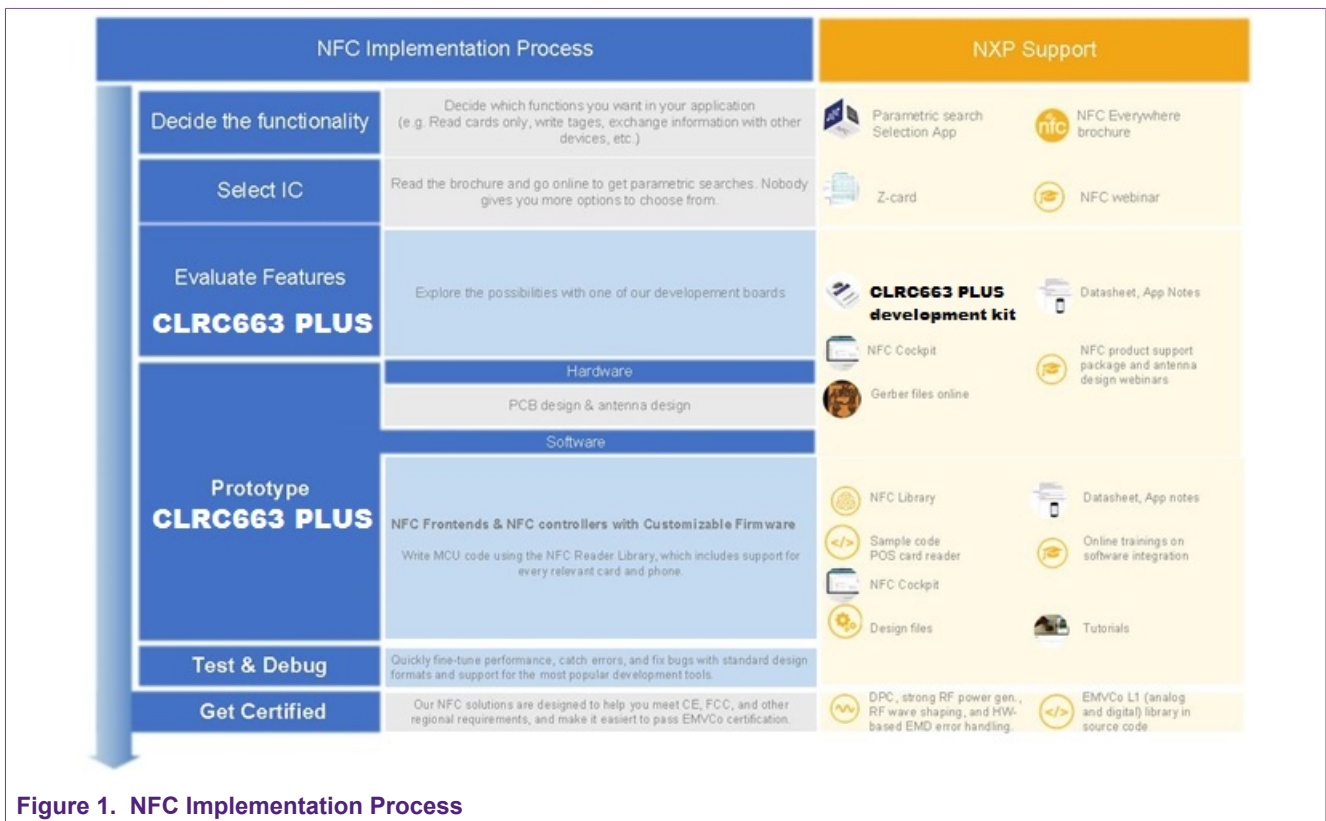 NFC Implementation Process
NXP Support
Decide the functionality
Decide which functions you want in your application
(e.g. Read cards only, write tages, exchange information with other
devices, etc.)
Parametric search
Selection App
nfc
NFC Everywhere
brochure
Select IC
Read the brochure and go online to get parametric searches. Nobody
gives you more options to choose from.
Z-card
NFC webinar
Evaluate Features
CLRC663 PLUS
Explore the possibilities with one of our developement boards
CLRC663 PLUS
development kit
Datasheet, App Notes
NFC Cockpit
NFC product support
package and antenna
design webinars
Gerber files online
Prototype
CLRC663 PLUS
Hardware
PCB design & antenna design
Software
NFC Frontends & NFC controllers with Customizable Firmware
Write MCU code using the NFC Reader Library, which includes support for
every relevant card and phone.
NFC Library
Datasheet, App notes
</>
Sample code
POS card reader
Online trainings on
software integration
NFC Cockpit
Design files
Tutorials
Test & Debug
Quickly fine-tune performance, catch errors, and fix bugs with standard design
formats and support for the most popular development tools.
Get Certified
Our NFC solutions are designed to help you meet CE, FCC, and other
regional requirements, and make it easiert to pass EMVCo certification.
DPC, strong RF power gen.,
RF wave shaping, and HW-
based EMD error handling.
</>
EMVCo L1 (analog
and digital) library in
source code
Figure 1. NFC Implementation Process